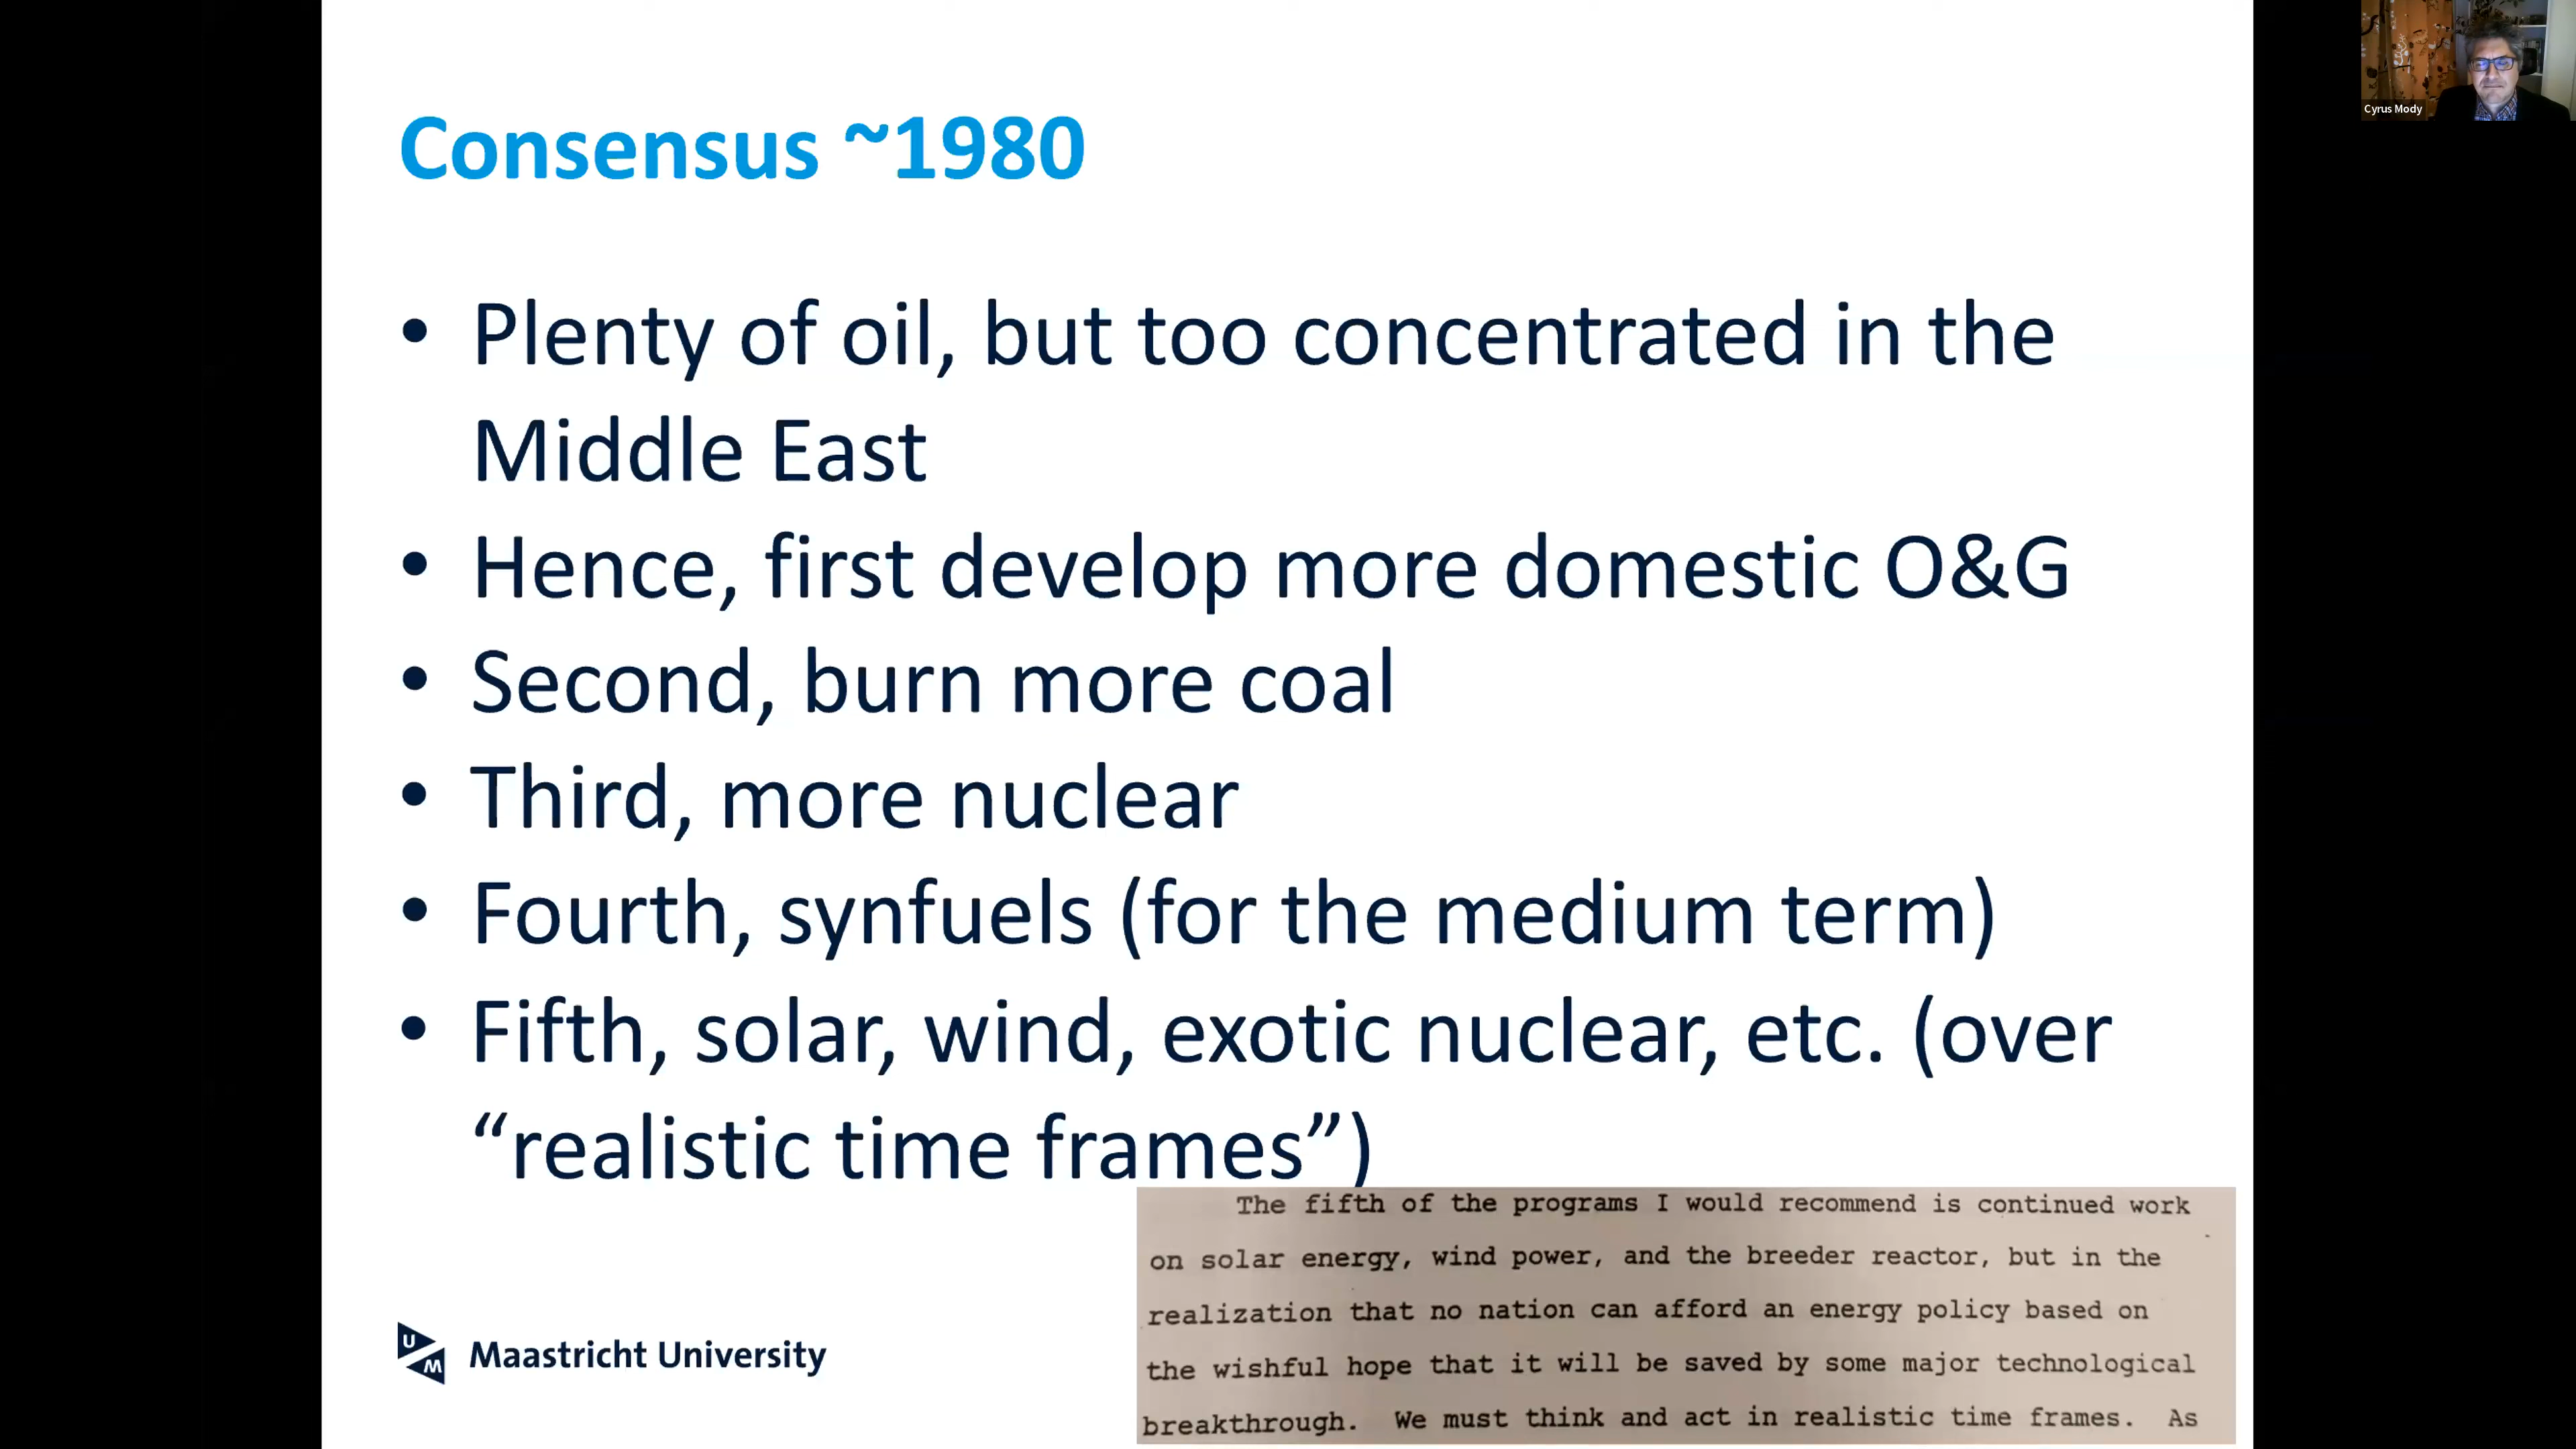 Cyrus Mody
Consensus ~1980
• Plenty of oil, but too concentrated in the
Middle East
• Hence, first develop more domestic O&G
• Second, burn more coal
• Third, more nuclear
• Fourth, synfuels (for the medium term)
• Fifth, solar, wind, exotic nuclear, etc. (over
“realistic time frames”)
The fifth of the programs I would recommend is continued work
on solar energy, wind power, and the breeder reactor, but in the
realization that no nation can afford an energy policy based on
the wishful hope that it will be saved by some major technological
breakthrough. We must think and act in realistic time frames. As
UM Maastricht University